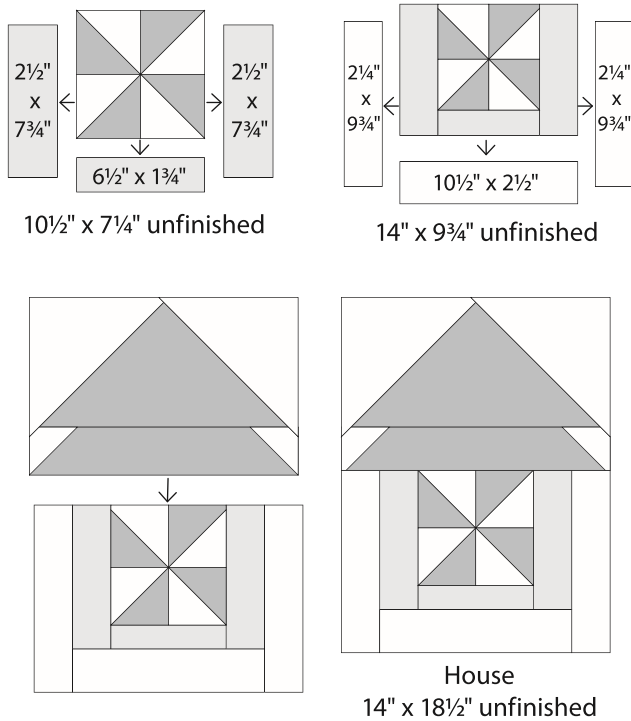 2½"
x
7¾"
2½"
x
7¾"
6½" x 1¾"
10½" x 7¼" unfinished
2¼"
x
9¾"
2¼"
x
9¾"
10½" x 2½"
14" x 9¾" unfinished
House
14" x 18½" unfinished